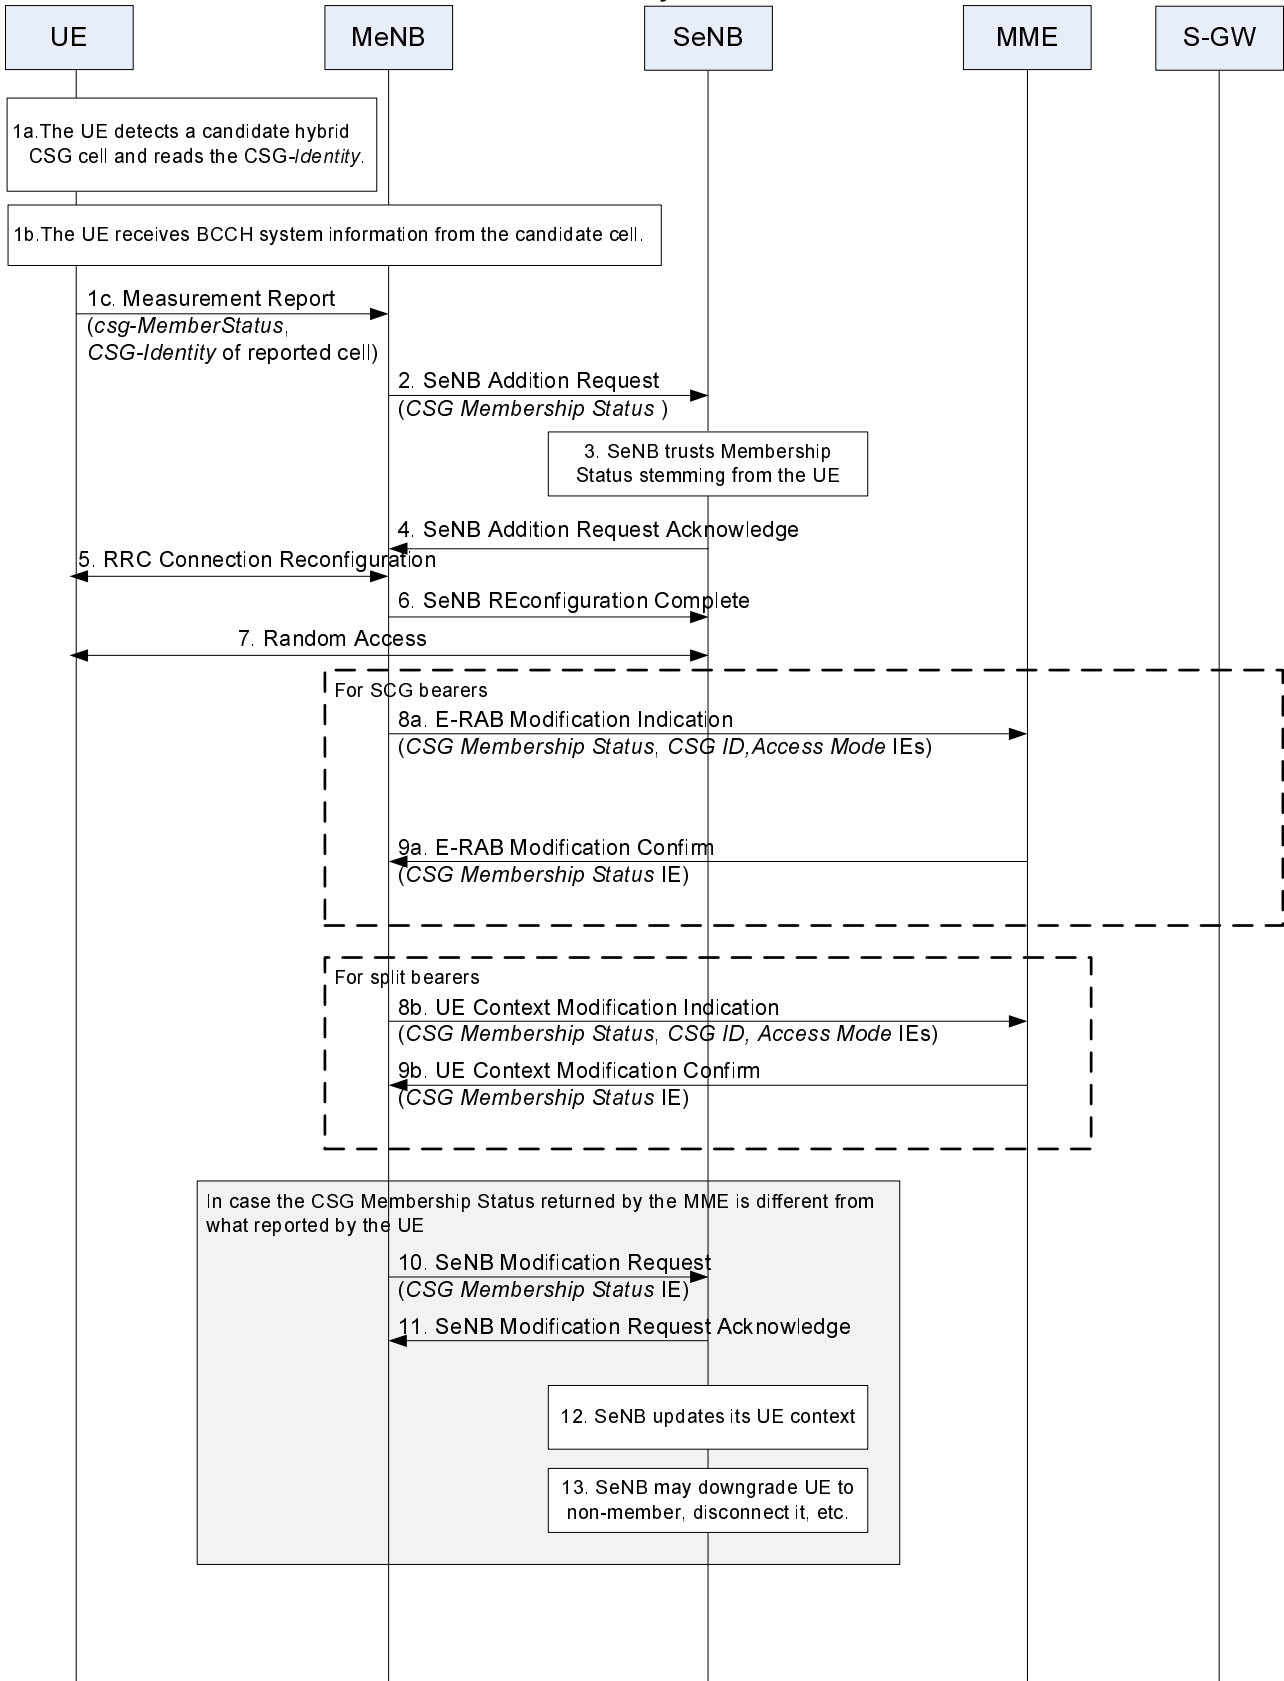 UE
MeNB
SeNB
MME
S-GW
1a.The UE detects a candidate hybrid
CSG cell and reads the CSG-Identity.
1b.The UE receives BCCH system information from the candidate cell.
1c. Measurement Report
(csg-MemberStatus,
CSG-Identity of reported cell)
2. SeNB Addition Request
(CSG Membership Status )
3. SeNB trusts Membership
Status stemming from the UE
4. SeNB Addition Request Acknowledge
5. RRC Connection Reconfiguration
6. SeNB REconfiguration Complete
7. Random Access
For SCG bearers
8a. E-RAB Modification Indication
(CSG Membership Status, CSG ID,Access Mode IEs)
9a. E-RAB Modification Confirm
(CSG Membership Status IE)
For split bearers
8b. UE Context Modification Indication
(CSG Membership Status, CSG ID, Access Mode IEs)
9b. UE Context Modification Confirm
(CSG Membership Status IE)
In case the CSG Membership Status returned by the MME is different from
what reported by the UE
10. SeNB Modification Request
(CSG Membership Status IE)
11. SeNB Modification Request Acknowledge
12. SeNB updates its UE context
13. SeNB may downgrade UE to
non-member, disconnect it, etc.